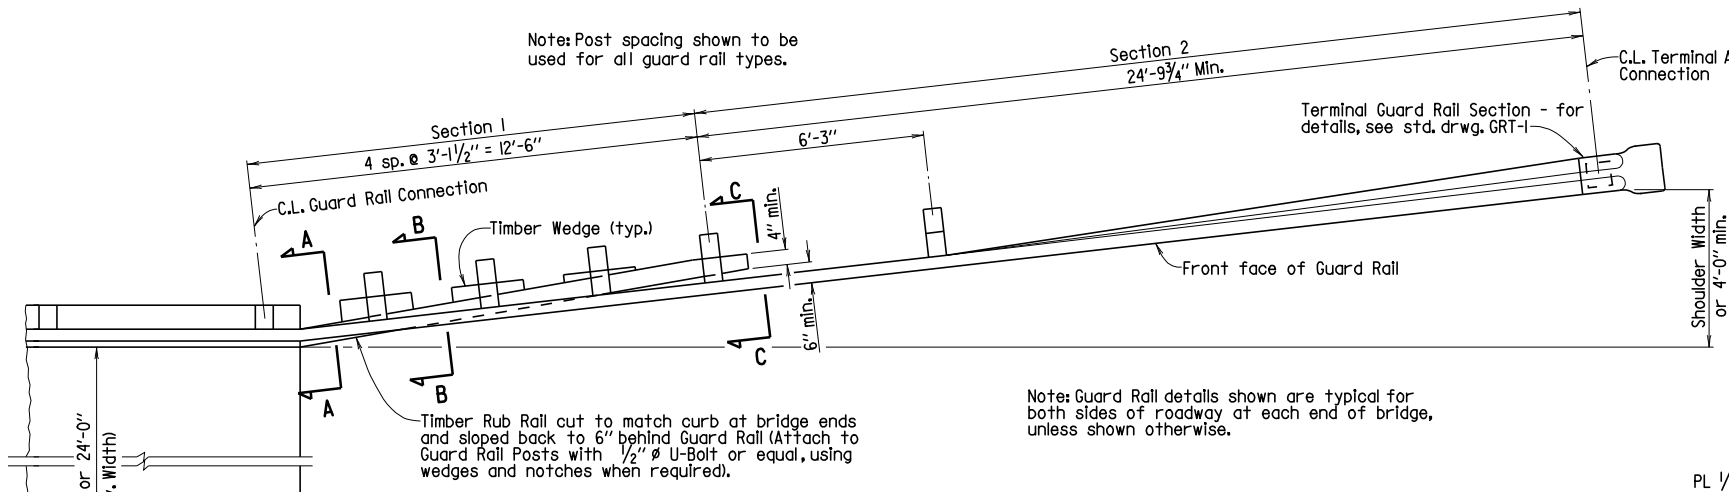 Note: Post spacing shown to be
used for all guard rail types.
Section 2
24'-9 3/4" Min.
C.L. Terminal A
Connection
Terminal Guard Rail Section - for
details, see std. drwg. GRT-1
Section 1
4 sp. @ 3'-1 1/2" = 12'-6"
6'-3"
C.L. Guard Rail Connection
A
B
C
4" min.
Timber Wedge (typ.)
Front face of Guard Rail
Shoulder Width
or 4'-0" min.
6" min.
A
B
C
Timber Rub Rail cut to match curb at bridge ends
and sloped back to 6" behind Guard Rail (Attach to
Guard Rail Posts with 1/2" ø U-Bolt or equal, using
wedges and notches when required).
Note: Guard Rail details shown are typical for
both sides of roadway at each end of bridge,
unless shown otherwise.
or 24'-0"
. Width)
PL 1/